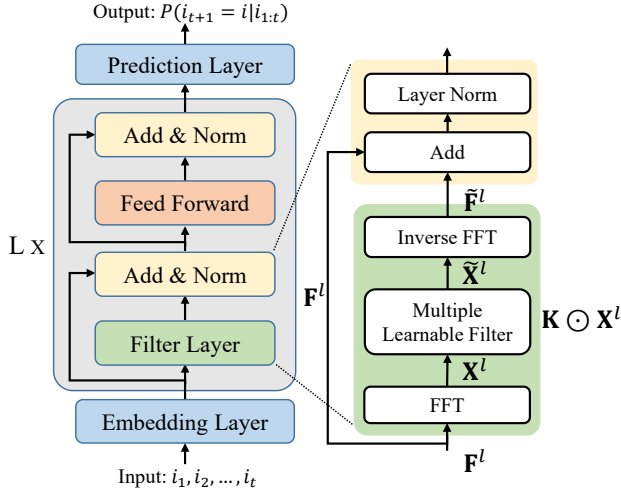 Output: P(i_{t+1} = i|i_{1:t})
Prediction Layer
Add & Norm
Feed Forward
L x
Add & Norm
Filter Layer
Embedding Layer
Input: i_1, i_2, ... , i_t
Layer Norm
Add
F̃^l
Inverse FFT
X̃^l
F^l
Multiple
Learnable Filter
K ⊙ X^l
X^l
FFT
F^l